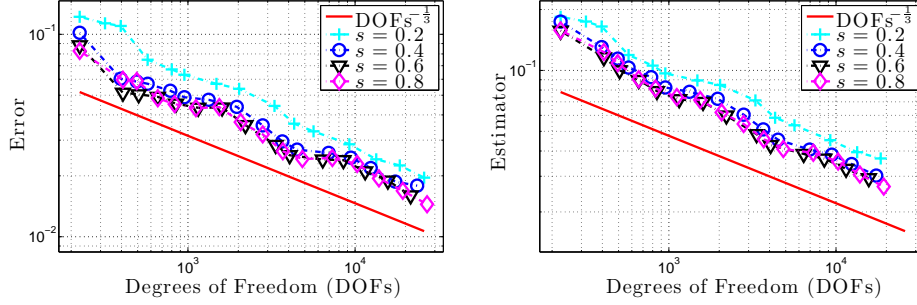 DOFs^{-\frac{1}{3}}
s = 0.2
s = 0.4
s = 0.6
s = 0.8
10^{-1}
10^{-2}
Error
10^3
10^4
Degrees of Freedom (DOFs)
DOFs^{-\frac{1}{3}}
s = 0.2
s = 0.4
s = 0.6
s = 0.8
10^{-1}
Estimator
10^3
10^4
Degrees of Freedom (DOFs)